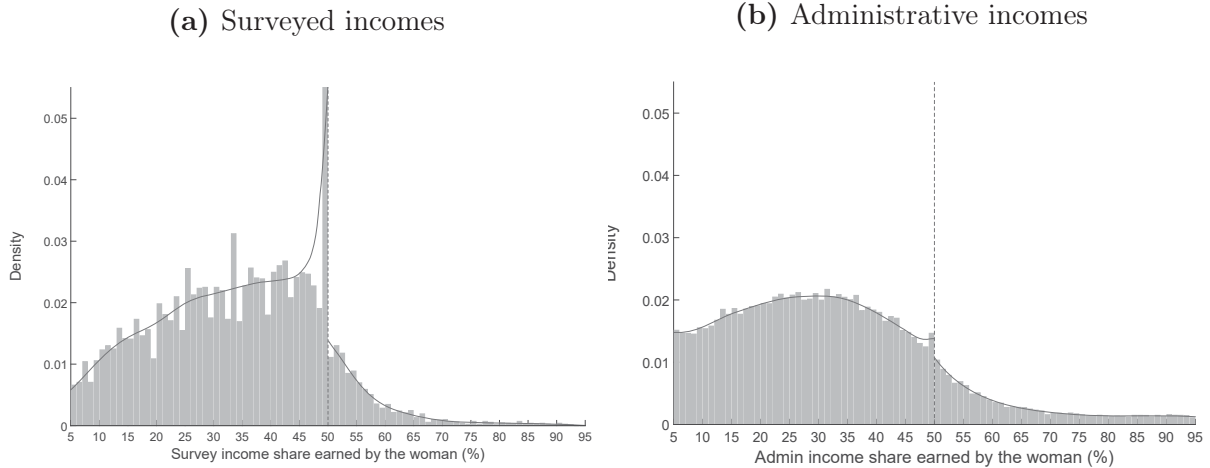 (a) Surveyed incomes
(b) Administrative incomes
0.05
0.04
0.03
0.02
0.01
0
Density
5 10 15 20 25 30 35 40 45 50 55 60 65 70 75 80 85 90 95
Survey income share earned by the woman (%)
0.05
0.04
0.03
0.02
0.01
0
Density
5 10 15 20 25 30 35 40 45 50 55 60 65 70 75 80 85 90 95
Admin income share earned by the woman (%)